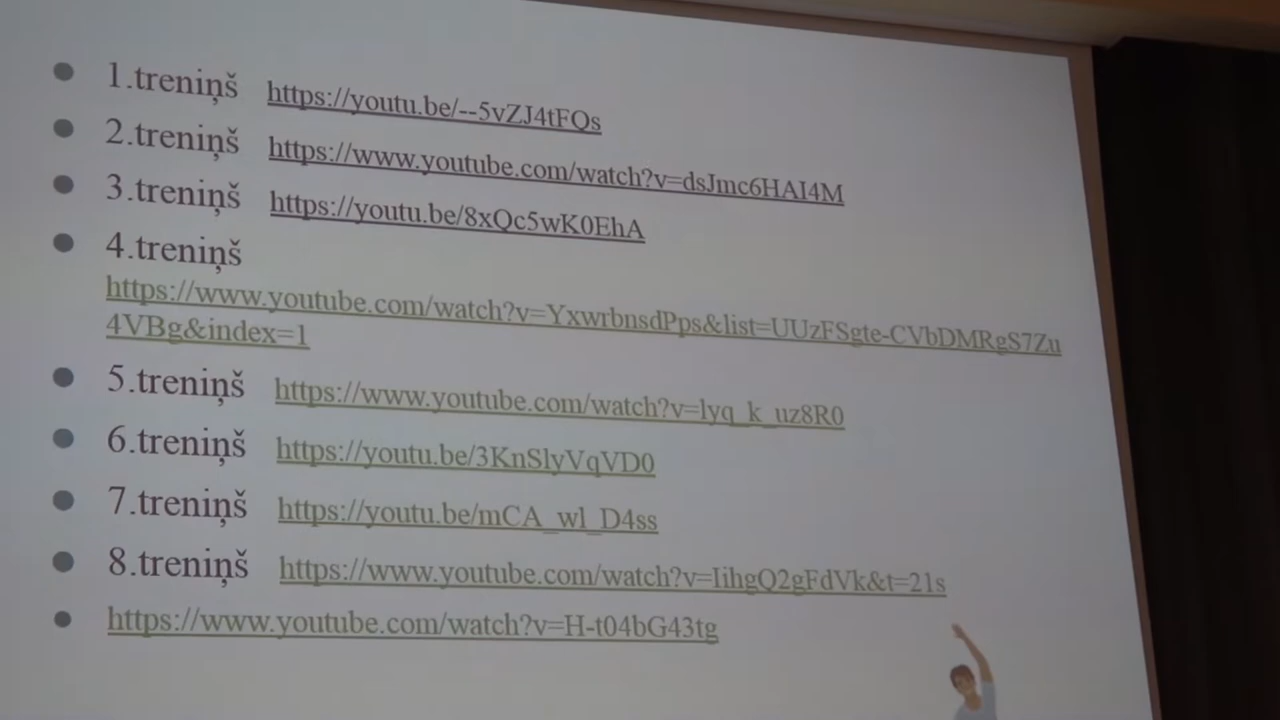 1.treniņš https://youtu.be/--5vZJ4tFQs
2.treniņš https://www.youtube.com/watch?v=dsJmc6HAI4M
3.treniņš https://youtu.be/8xQc5wK0EhA
4.treniņš
https://www.youtube.com/watch?v=YxwrbnsdPps&list=UUzFSgte-CVbDMRgS7Zu
4VBg&index=1
5.treniņš https://www.youtube.com/watch?v=lyq_k_uz8R0
6.treniņš https://youtu.be/3KnSlyVqVD0
7.treniņš https://youtu.be/mCA_wl_D4ss
8.treniņš https://www.youtube.com/watch?v=IihgQ2gFdVk&t=21s
https://www.youtube.com/watch?v=H-t04bG43tg